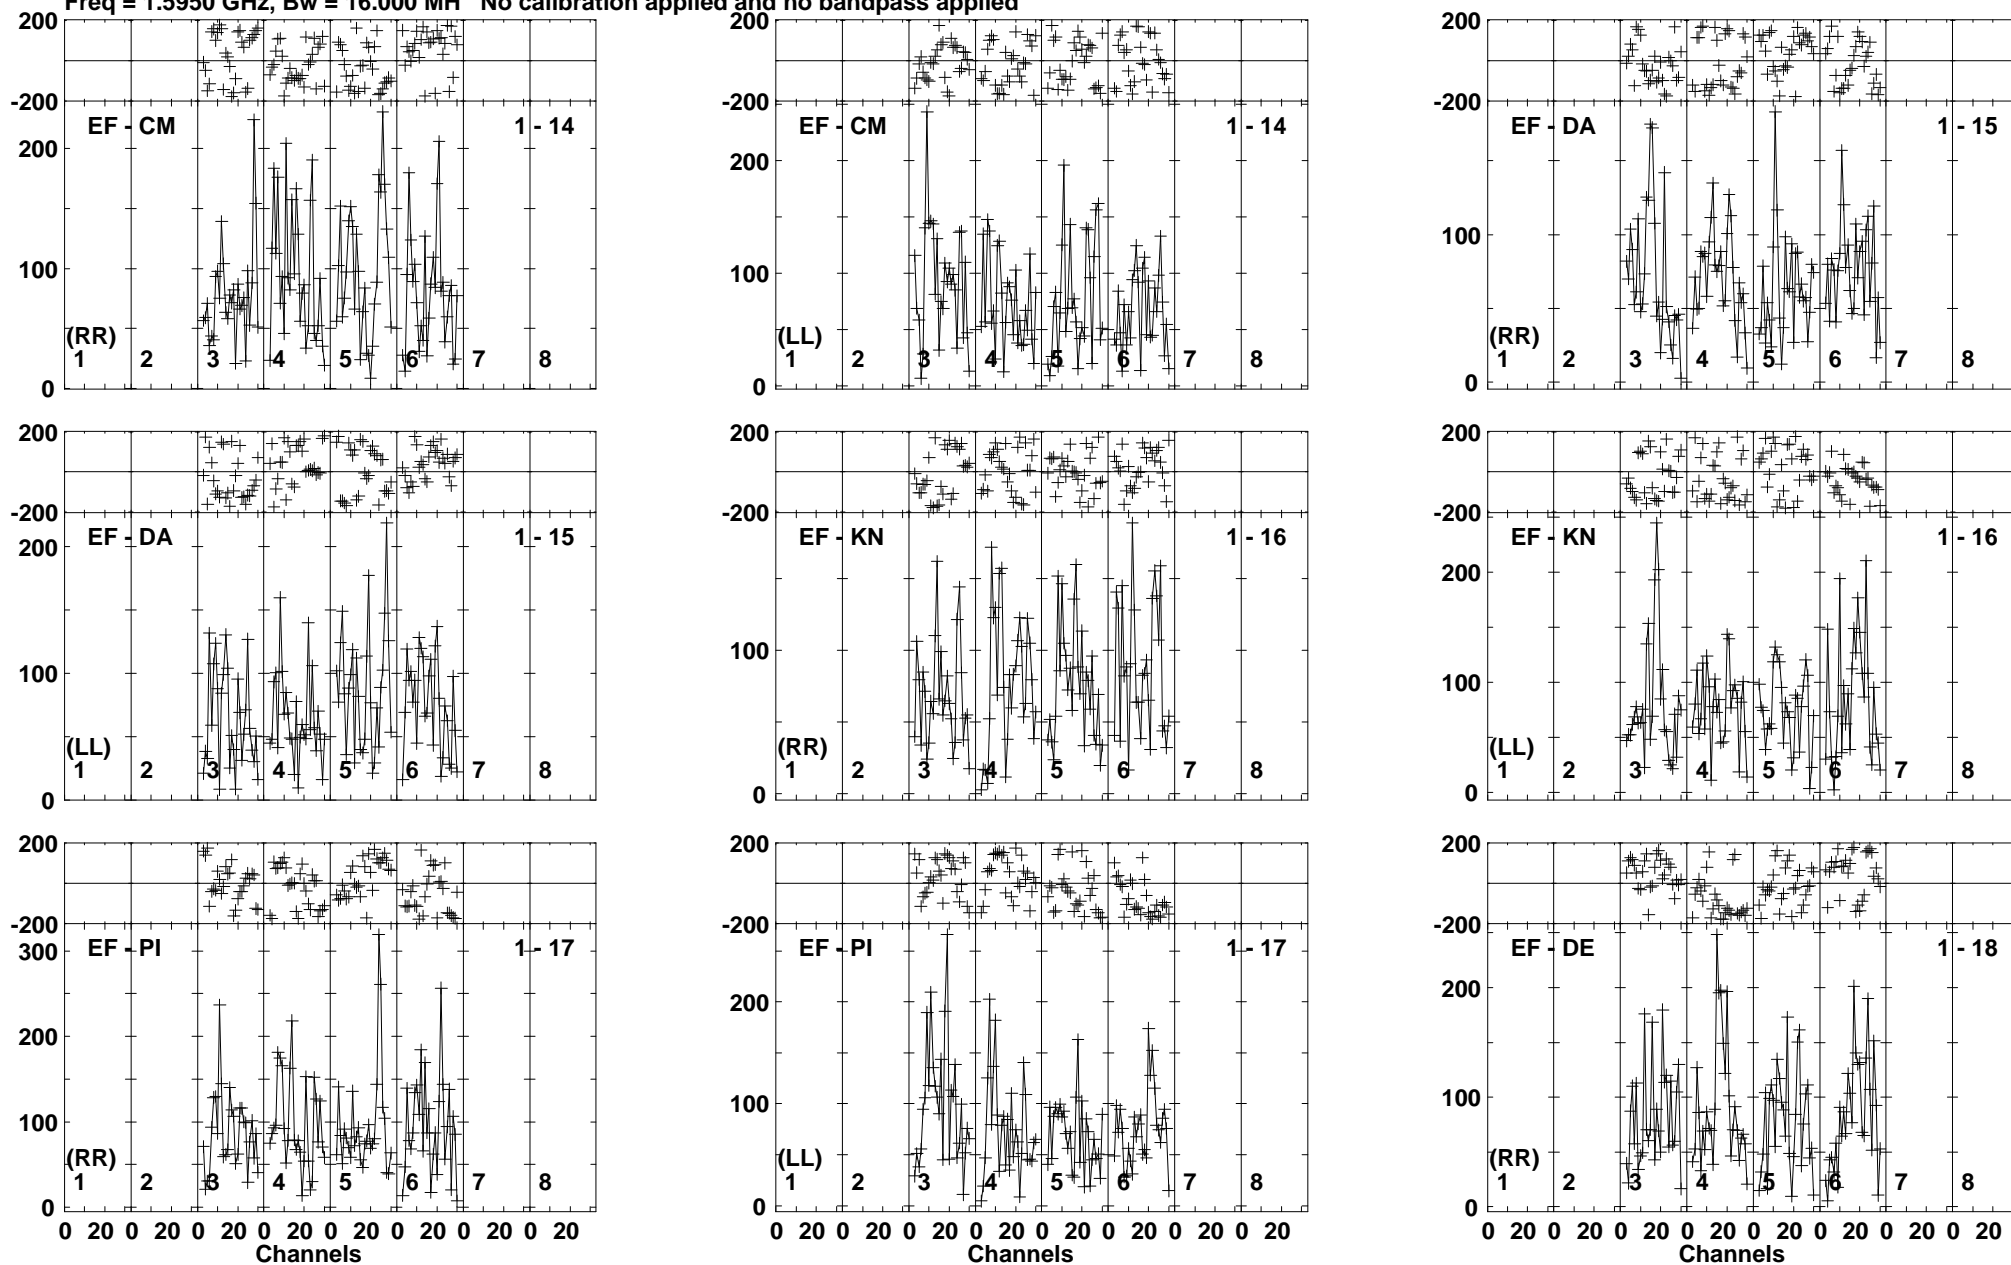 Freq = 1.5950 GHz, Bw = 16.000 MH No calibration applied and no bandpass applied
200 200 200
-200 -200 -200
EF - CM 1 - 14 EF - CM 1 - 14 EF - DA 1 - 15
200 200 100
100 100
(RR) (LL) (RR)
1 2 3 4 5 6 7 8 1 2 3 4 5 6 7 8 1 2 3 4 5 6 7 8
0 0 0
200 200 200
-200 -200 -200
EF - DA 1 - 15 EF - KN 1 - 16 EF - KN 1 - 16
200 100 200
100 100
(LL) (RR) (LL)
1 2 3 4 5 6 7 8 1 2 3 4 5 6 7 8 1 2 3 4 5 6 7 8
0 0 0
200 200 200
-200 -200 -200
EF - PI 1 - 17 EF - PI 1 - 17 EF - DE 1 - 18
300 200 200
200 100 100
100
(RR) (LL) (RR)
1 2 3 4 5 6 7 8 1 2 3 4 5 6 7 8 1 2 3 4 5 6 7 8
0 0 0
0 20 0 20 0 20 0 20 0 20 0 20 0 20 0 20 0 20 0 20 0 20 0 20 0 20 0 20 0 20 0 20 0 20 0 20 0 20 0 20 0 20 0 20 0 20 0 20
Channels Channels